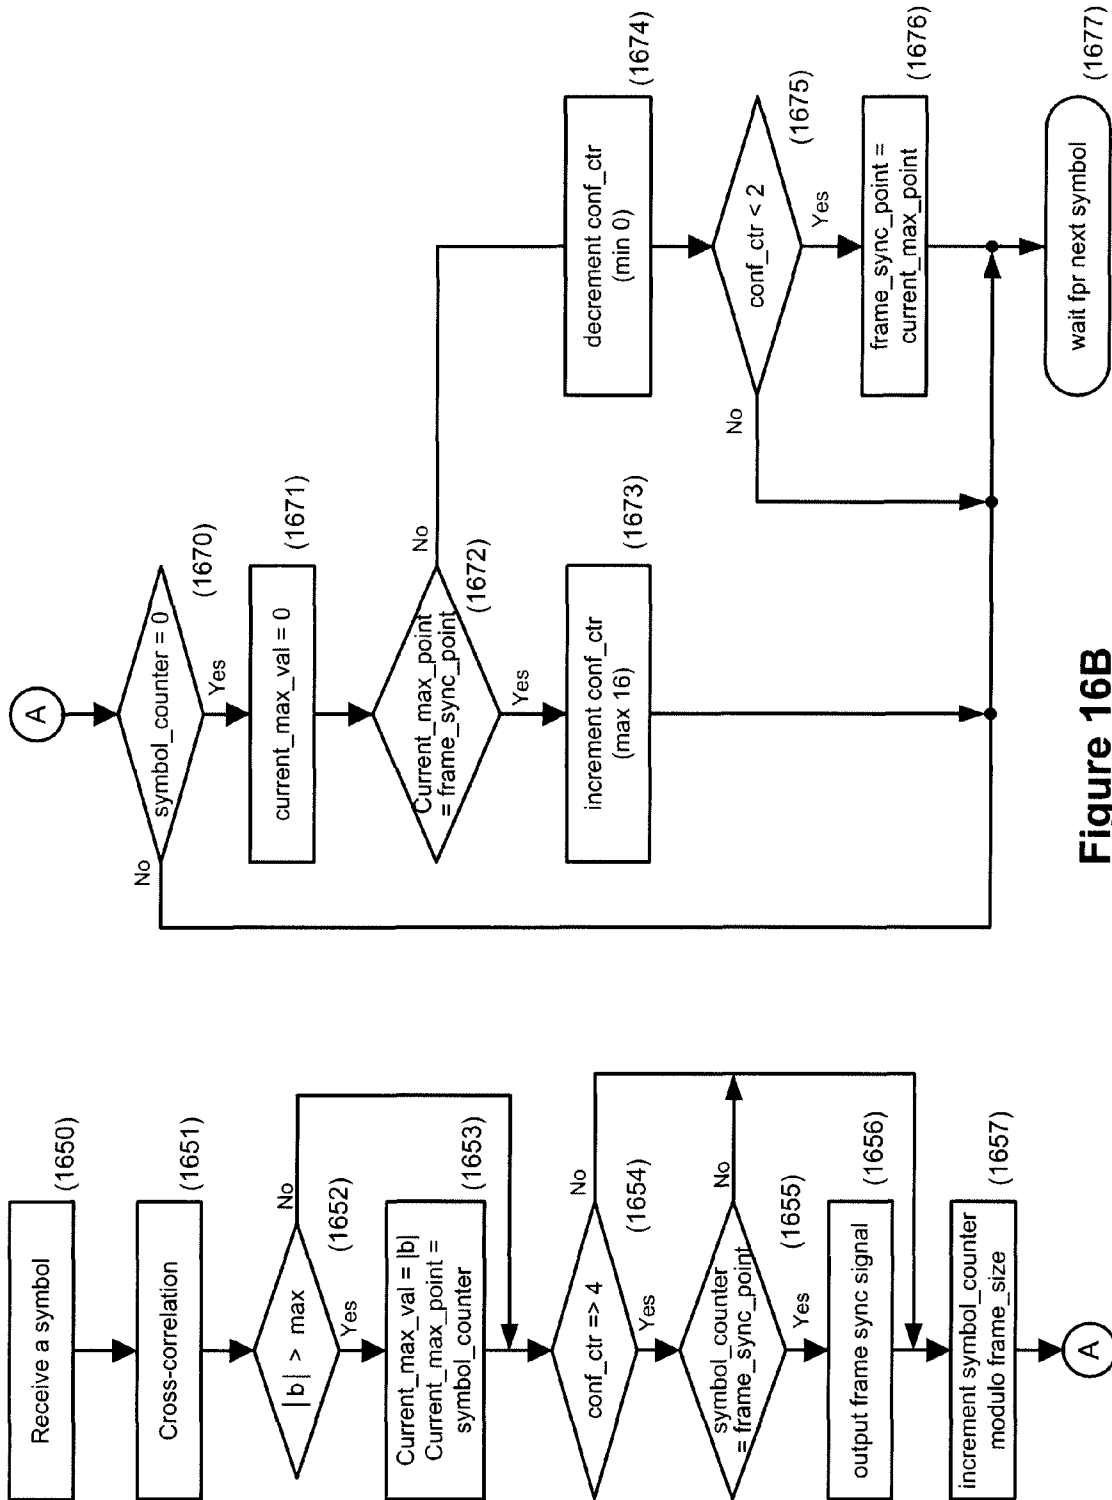 Receive a symbol
(1650)
Cross-correlation
(1651)
|b| > max
No
(1652)
Yes
Current_max_val = |b|
Current_max_point =
symbol_counter
(1653)
conf_ctr => 4
No
(1654)
Yes
symbol_counter
= frame_sync_point
No
(1655)
Yes
output frame sync signal
(1656)
increment symbol_counter
modulo frame_size
(1657)
A
A
symbol_counter = 0
No
(1670)
Yes
current_max_val = 0
(1671)
Current_max_point
= frame_sync_point
No
(1672)
Yes
increment conf_ctr
(max 16)
(1673)
decrement conf_ctr
(min 0)
(1674)
conf_ctr < 2
No
(1675)
Yes
frame_sync_point =
current_max_point
(1676)
wait fpr next symbol
(1677)
Figure 16B